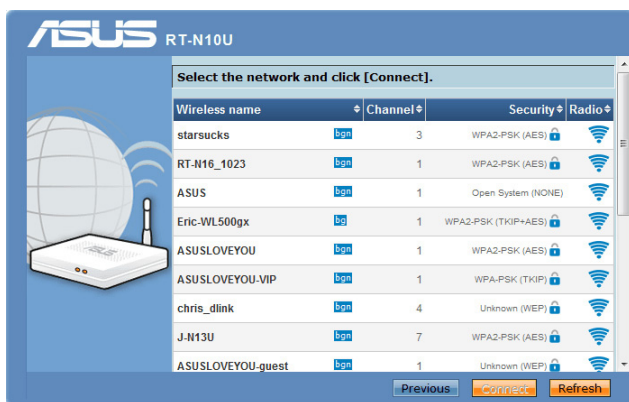 ASUS RT-N10U
Select the network and click [Connect].
Wireless name Channel Security Radio
starsucks bgn 3 WPA2-PSK (AES)
RT-N16_1023 bgn 1 WPA2-PSK (AES)
ASUS bgn 1 Open System (NONE)
Eric-WL500gx bg 1 WPA2-PSK (TKIP+AES)
ASUSLOVEYOU bgn 1 WPA2-PSK (AES)
ASUSLOVEYOU-VIP bgn 1 WPA-PSK (TKIP)
chris_dlink bgn 4 Unknown (WEP)
J-N13U bgn 7 WPA2-PSK (AES)
ASUSLOVEYOU-guest bgn 1 Unknown (WEP)
ASUS
Previous Connect Refresh